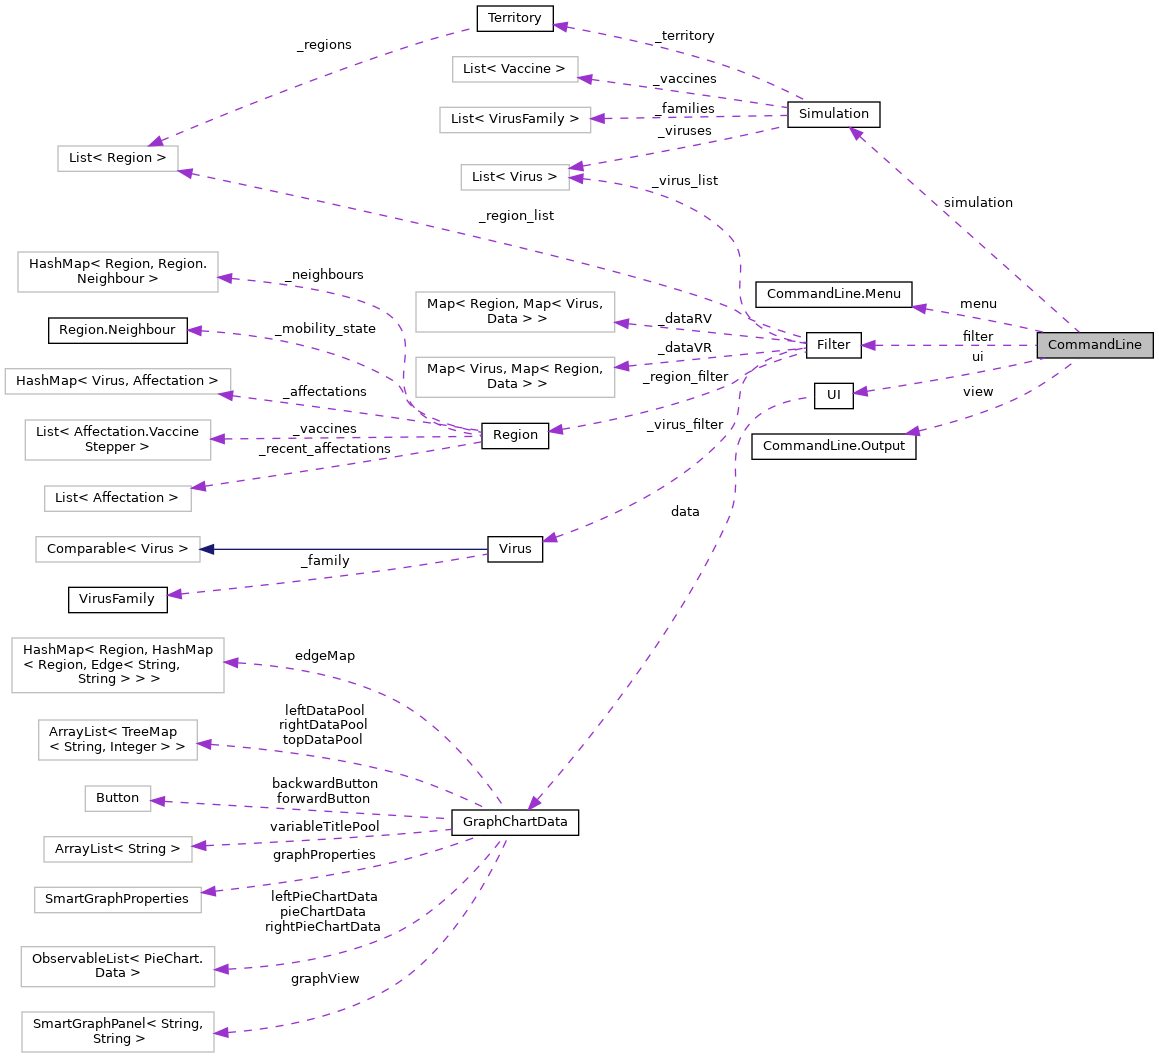 Territory
_regions
_territory
List< Vaccine >
_vaccines
Simulation
List< VirusFamily >
_families
_viruses
List< Region >
List< Virus >
_virus_list
simulation
_region_list
HashMap< Region, Region.
Neighbour >
_neighbours
CommandLine.Menu
menu
Map< Region, Map< Virus,
Data > >
_dataRV
Region.Neighbour
_mobility_state
filter
Filter
CommandLine
_dataVR
ui
Map< Virus, Map< Region,
Data > >
_region_filter
HashMap< Virus, Affectation >
_affectations
UI
view
_virus_filter
List< Affectation.Vaccine
Stepper >
_vaccines
Region
CommandLine.Output
_recent_affectations
List< Affectation >
data
Comparable< Virus >
Virus
_family
VirusFamily
HashMap< Region, HashMap
< Region, Edge< String,
String > > >
edgeMap
leftDataPool
rightDataPool
topDataPool
ArrayList< TreeMap
< String, Integer > >
backwardButton
forwardButton
Button
GraphChartData
variableTitlePool
ArrayList< String >
graphProperties
SmartGraphProperties
leftPieChartData
pieChartData
rightPieChartData
ObservableList< PieChart.
Data >
graphView
SmartGraphPanel< String,
String >